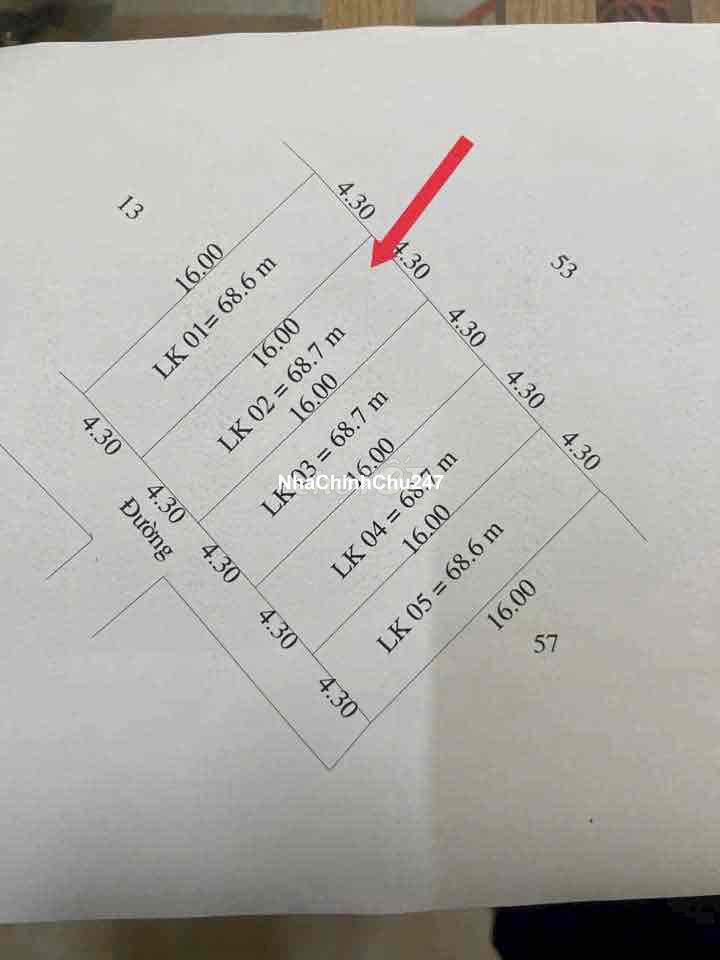 13
53
57
4.30
4.30
4.30
4.30
4.30
16.00
LK 01= 68.6 m
16.00
LK 02 = 68.7 m
16.00
LK 03 = 68.7 m
16.00
LK 04 = 68.7 m
16.00
LK 05 = 68.6 m
16.00
4.30
4.30
4.30
4.30
4.30
Đường
NhaChinhChu247